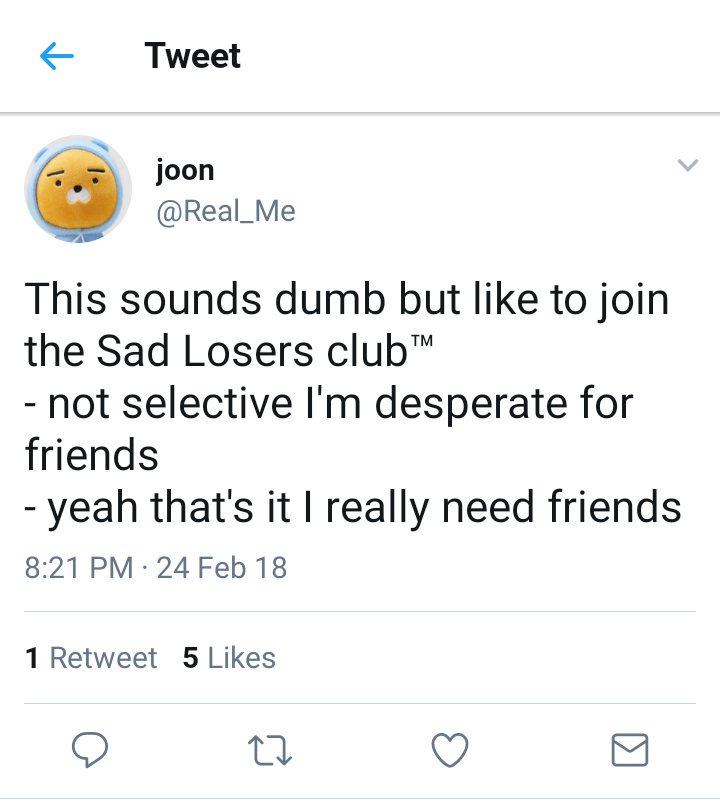 Tweet
joon
@Real_Me
This sounds dumb but like to join
the Sad Losers club™
- not selective I'm desperate for
friends
- yeah that's it I really need friends
8:21 PM · 24 Feb 18
1 Retweet 5 Likes